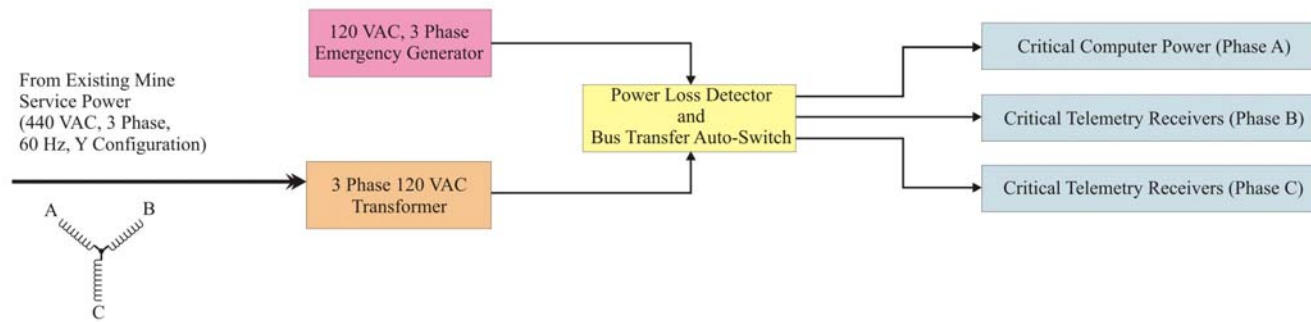 120 VAC, 3 Phase
Emergency Generator
From Existing Mine
Service Power
(440 VAC, 3 Phase,
60 Hz, Y Configuration)
A
B
C
3 Phase 120 VAC
Transformer
Power Loss Detector
and
Bus Transfer Auto-Switch
Critical Computer Power (Phase A)
Critical Telemetry Receivers (Phase B)
Critical Telemetry Receivers (Phase C)